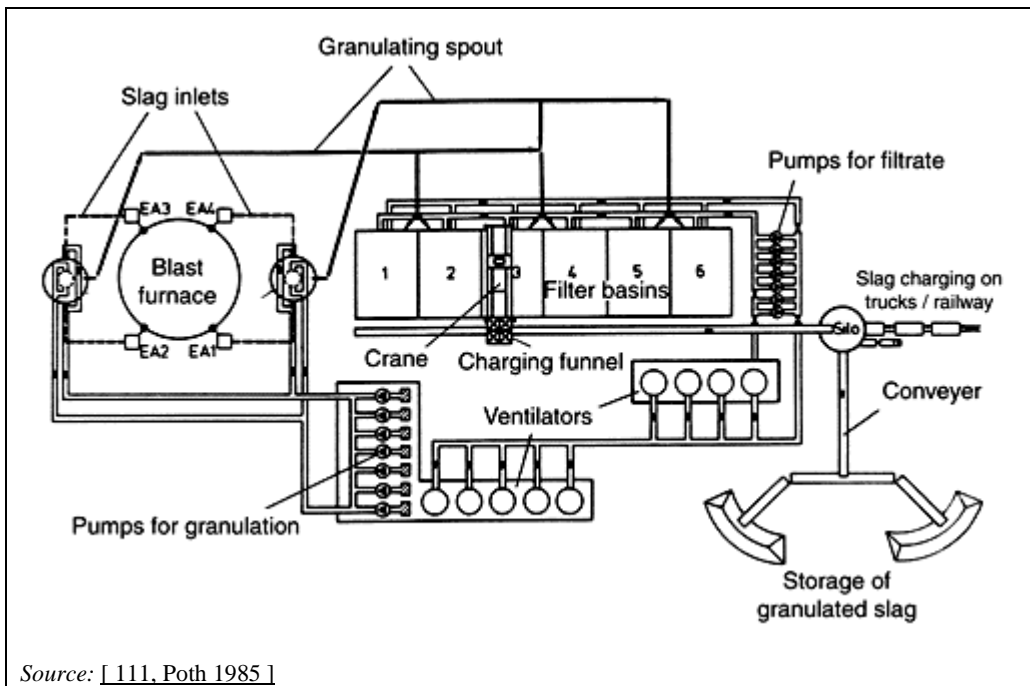 Granulating spout
Slag inlets
Pumps for filtrate
EA3 EA4
Blast
furnace
1 2 3 4 5 6
Filter basins
Slag charging on
trucks / railway
Silo
EA2 EA1
Crane
Charging funnel
Conveyer
Ventilators
Pumps for granulation
Storage of
granulated slag
Source: [ 111, Poth 1985 ]